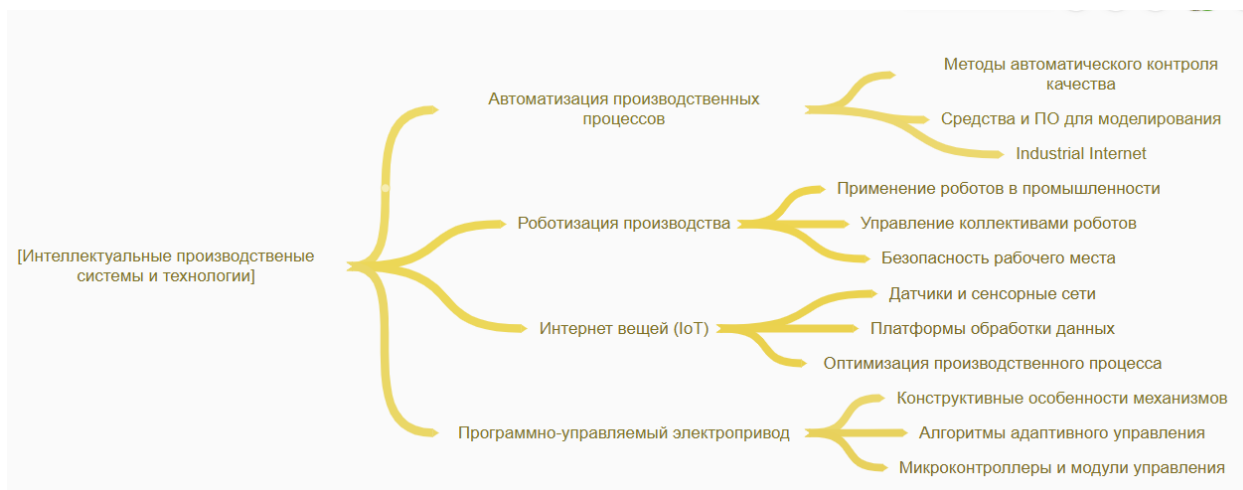 [Интеллектуальные производственые
системы и технологии]
Автоматизация производственных
процессов
Методы автоматического контроля
качества
Средства и ПО для моделирования
Industrial Internet
Роботизация производства
Применение роботов в промышленности
Управление коллективами роботов
Безопасность рабочего места
Интернет вещей (IoT)
Датчики и сенсорные сети
Платформы обработки данных
Оптимизация производственного процесса
Программно-управляемый электропривод
Конструктивные особенности механизмов
Алгоритмы адаптивного управления
Микроконтроллеры и модули управления